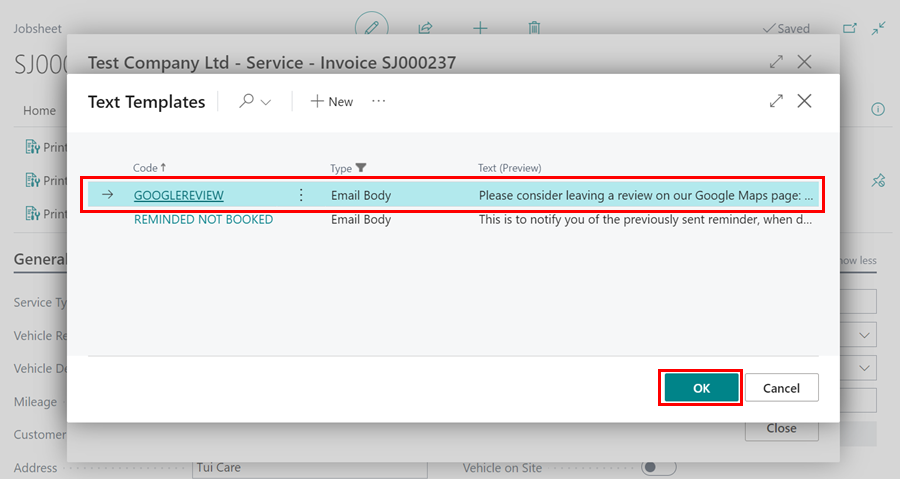 Jobsheet
Saved
SJ000
Test Company Ltd - Service - Invoice SJ000237
Text Templates
New
Home
Print
Print
Print
Code Type Text (Preview)
GOOGLEREVIEW Email Body Please consider leaving a review on our Google Maps page: ...
REMINDED NOT BOOKED Email Body This is to notify you of the previously sent reminder, when d...
General
how less
Service Ty
Vehicle Re
Vehicle De
Mileage
OK Cancel
Customer
Close
Address Tui Care Vehicle on Site